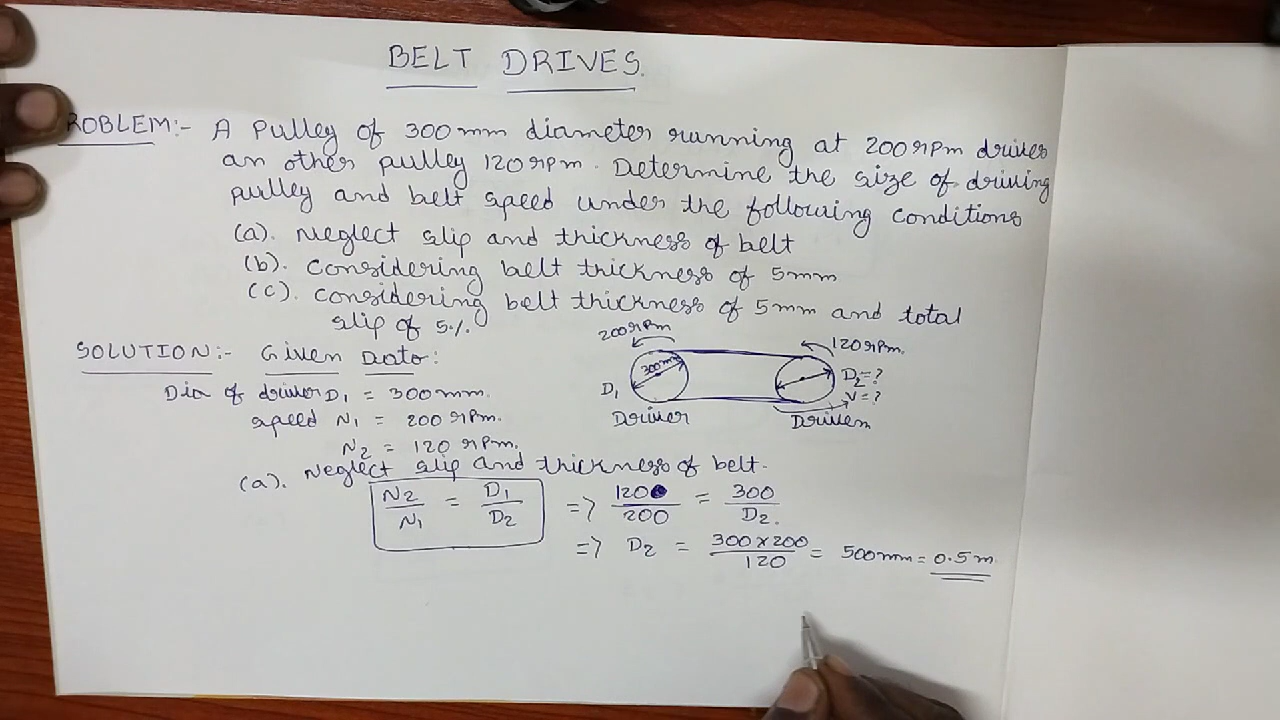 BELT DRIVES.
ROBLEM:- A Pulley of 300mm diameter running at 200rpm drives
an other pulley 120rpm. Determine the size of driving
pulley and belt speed under the following conditions
(a). Neglect slip and thickness of belt
(b). Considering belt thickness of 5mm
(c). Considering belt thickness of 5mm and total
slip of 5%.
SOLUTION:- Given Data:
Dia of driver D₁ = 300mm.
speed N₁ = 200rpm.
N₂ = 120rpm.
200rpm
300mm
D₁
Driver
120rpm.
D₂=?
V=?
Driven
(a). Neglect slip and thickness of belt.
N₂/N₁ = D₁/D₂ => 120/200 = 300/D₂.
=> D₂ = 300x200/120 = 500mm = 0.5m.